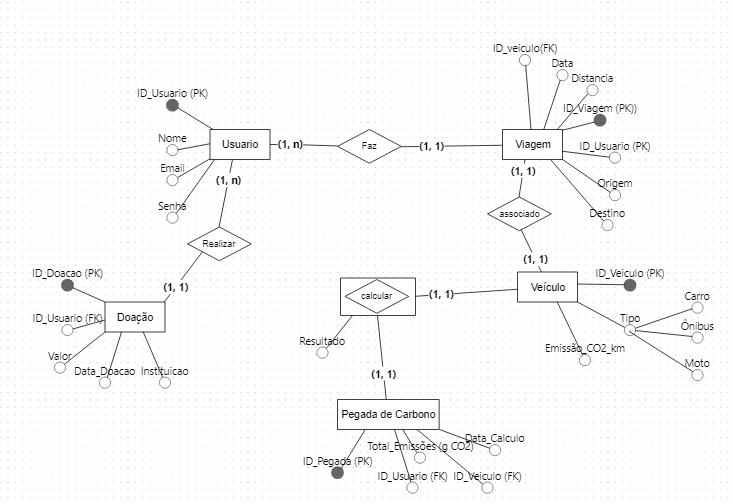 ID_veiculo(FK)
Data
Distancia
ID_Usuario (PK)
ID_Viagem (PK))
Nome
Usuario
(1, n)
Faz
(1, 1)
Viagem
ID_Usuario (PK)
Email
(1, n)
(1, 1)
Origem
Senha
associado
Destino
Realizar
(1, 1)
ID_Doacao (PK)
ID_Veiculo (PK)
(1, 1)
calcular
(1, 1)
Veículo
Carro
ID_Usuario (FK)
Doação
Tipo
Ônibus
Resultado
Emissão_CO2_km
Valor
Moto
Data_Doacao
Instituicao
(1, 1)
Pegada de Carbono
Data_Calculo
Total_Emissões (g CO2)
ID_Pegada (PK)
ID_Usuario (FK)
ID_Veiculo (FK)